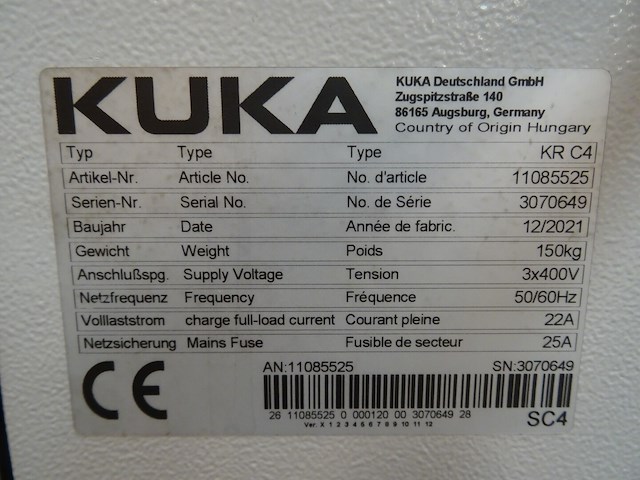 KUKA
KUKA Deutschland GmbH
Zugspitzstraße 140
86165 Augsburg, Germany
Country of Origin Hungary
Typ Type Type KR C4
Artikel-Nr. Article No. No. d'article 11085525
Serien-Nr. Serial No. No. de Série 3070649
Baujahr Date Année de fabric. 12/2021
Gewicht Weight Poids 150kg
Anschlußspg. Supply Voltage Tension 3x400V
Netzfrequenz Frequency Fréquence 50/60Hz
Volllaststrom charge full-load current Courant pleine 22A
Netzsicherung Mains Fuse Fusible de secteur 25A
CE
AN:11085525 SN:3070649
26 11085525 0 000120 00 3070649 28
Ver. X 1 2 3 4 5 6 7 8 9 10 11 12
SC4